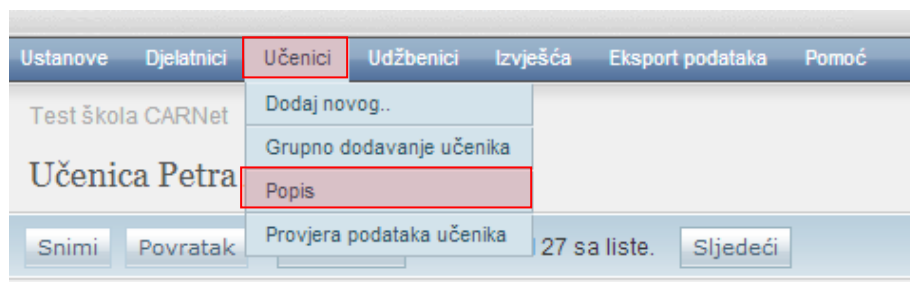 Ustanove Djelatnici Učenici Udžbenici Izvješća Eksport podataka Pomoć
Test škola CARNet
Dodaj novog..
Grupno dodavanje učenika
Učenica Petra
Popis
Provjera podataka učenika
Snimi Povratak 27 sa liste. Sljedeći